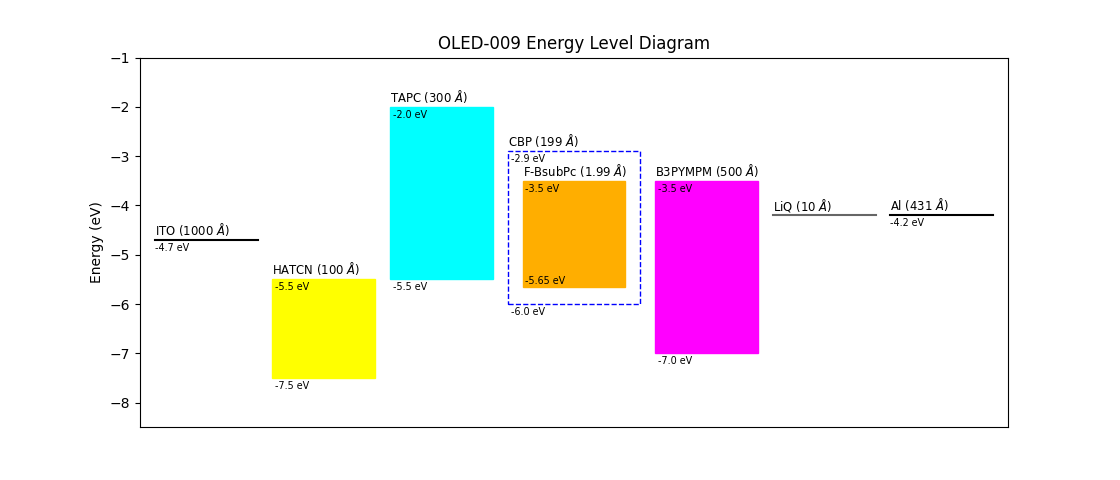 OLED-009 Energy Level Diagram
Energy (eV)
−1
−2
−3
−4
−5
−6
−7
−8
ITO (1000 Å)
-4.7 eV
HATCN (100 Å)
-5.5 eV
-7.5 eV
TAPC (300 Å)
-2.0 eV
-5.5 eV
CBP (199 Å)
-2.9 eV
F-BsubPc (1.99 Å)
-3.5 eV
-5.65 eV
-6.0 eV
B3PYMPM (500 Å)
-3.5 eV
-7.0 eV
LiQ (10 Å)
Al (431 Å)
-4.2 eV